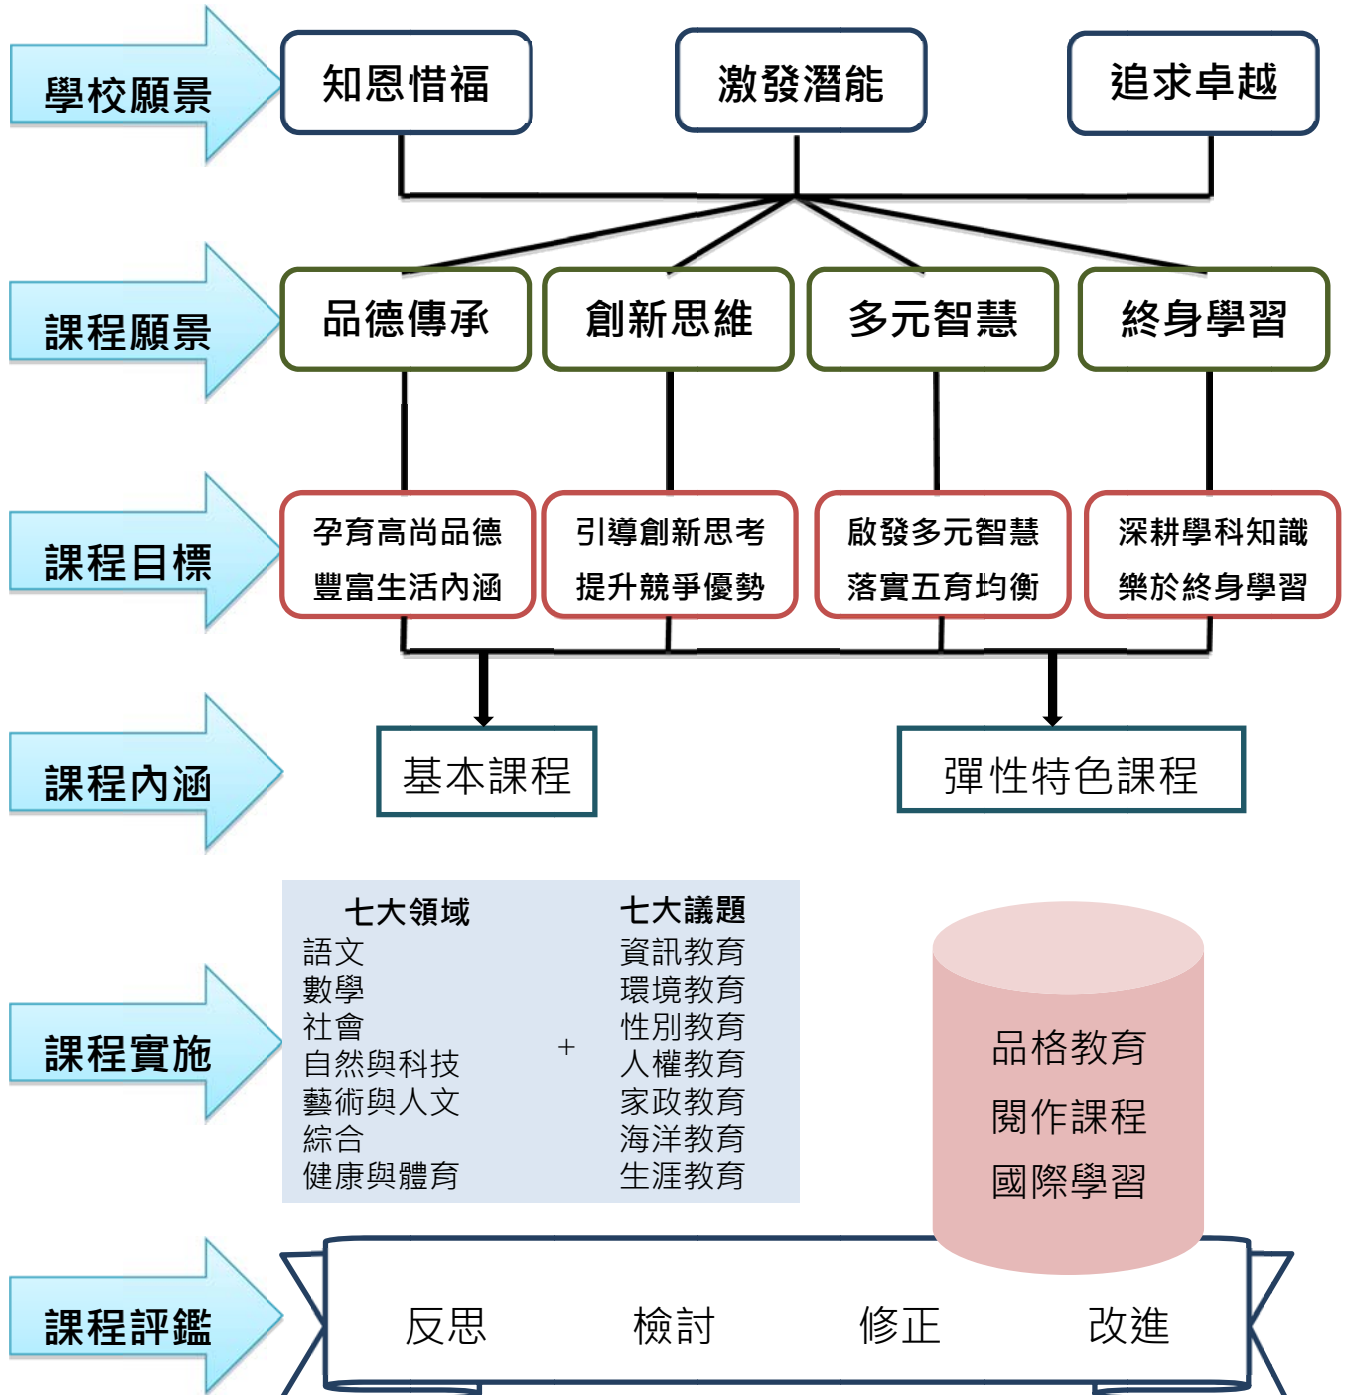 學校願景
知恩惜福
激發潛能
追求卓越
課程願景
品德傳承
創新思維
多元智慧
終身學習
課程目標
孕育高尚品德
豐富生活內涵
引導創新思考
提升競爭優勢
啟發多元智慧
落實五育均衡
深耕學科知識
樂於終身學習
課程內涵
基本課程
彈性特色課程
課程實施
七大領域
語文
數學
社會
自然與科技
藝術與人文
綜合
健康與體育
+
七大議題
資訊教育
環境教育
性別教育
人權教育
家政教育
海洋教育
生涯教育
品格教育
閱作課程
國際學習
課程評鑑
反思
檢討
修正
改進